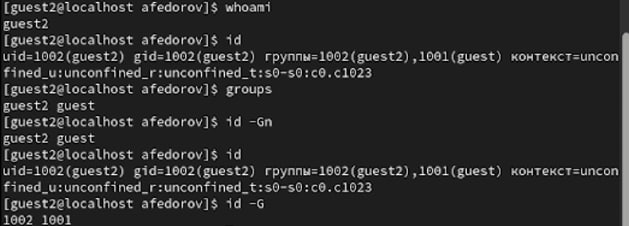 [guest2@localhost afedorov]$ whoami
guest2
[guest2@localhost afedorov]$ id
uid=1002(guest2) gid=1002(guest2) группы=1002(guest2),1001(guest) контекст=uncon
fined_u:unconfined_r:unconfined_t:s0-s0:c0.c1023
[guest2@localhost afedorov]$ groups
guest2 guest
[guest2@localhost afedorov]$ id -Gn
guest2 guest
[guest2@localhost afedorov]$ id
uid=1002(guest2) gid=1002(guest2) группы=1002(guest2),1001(guest) контекст=uncon
fined_u:unconfined_r:unconfined_t:s0-s0:c0.c1023
[guest2@localhost afedorov]$ id -G
1002 1001